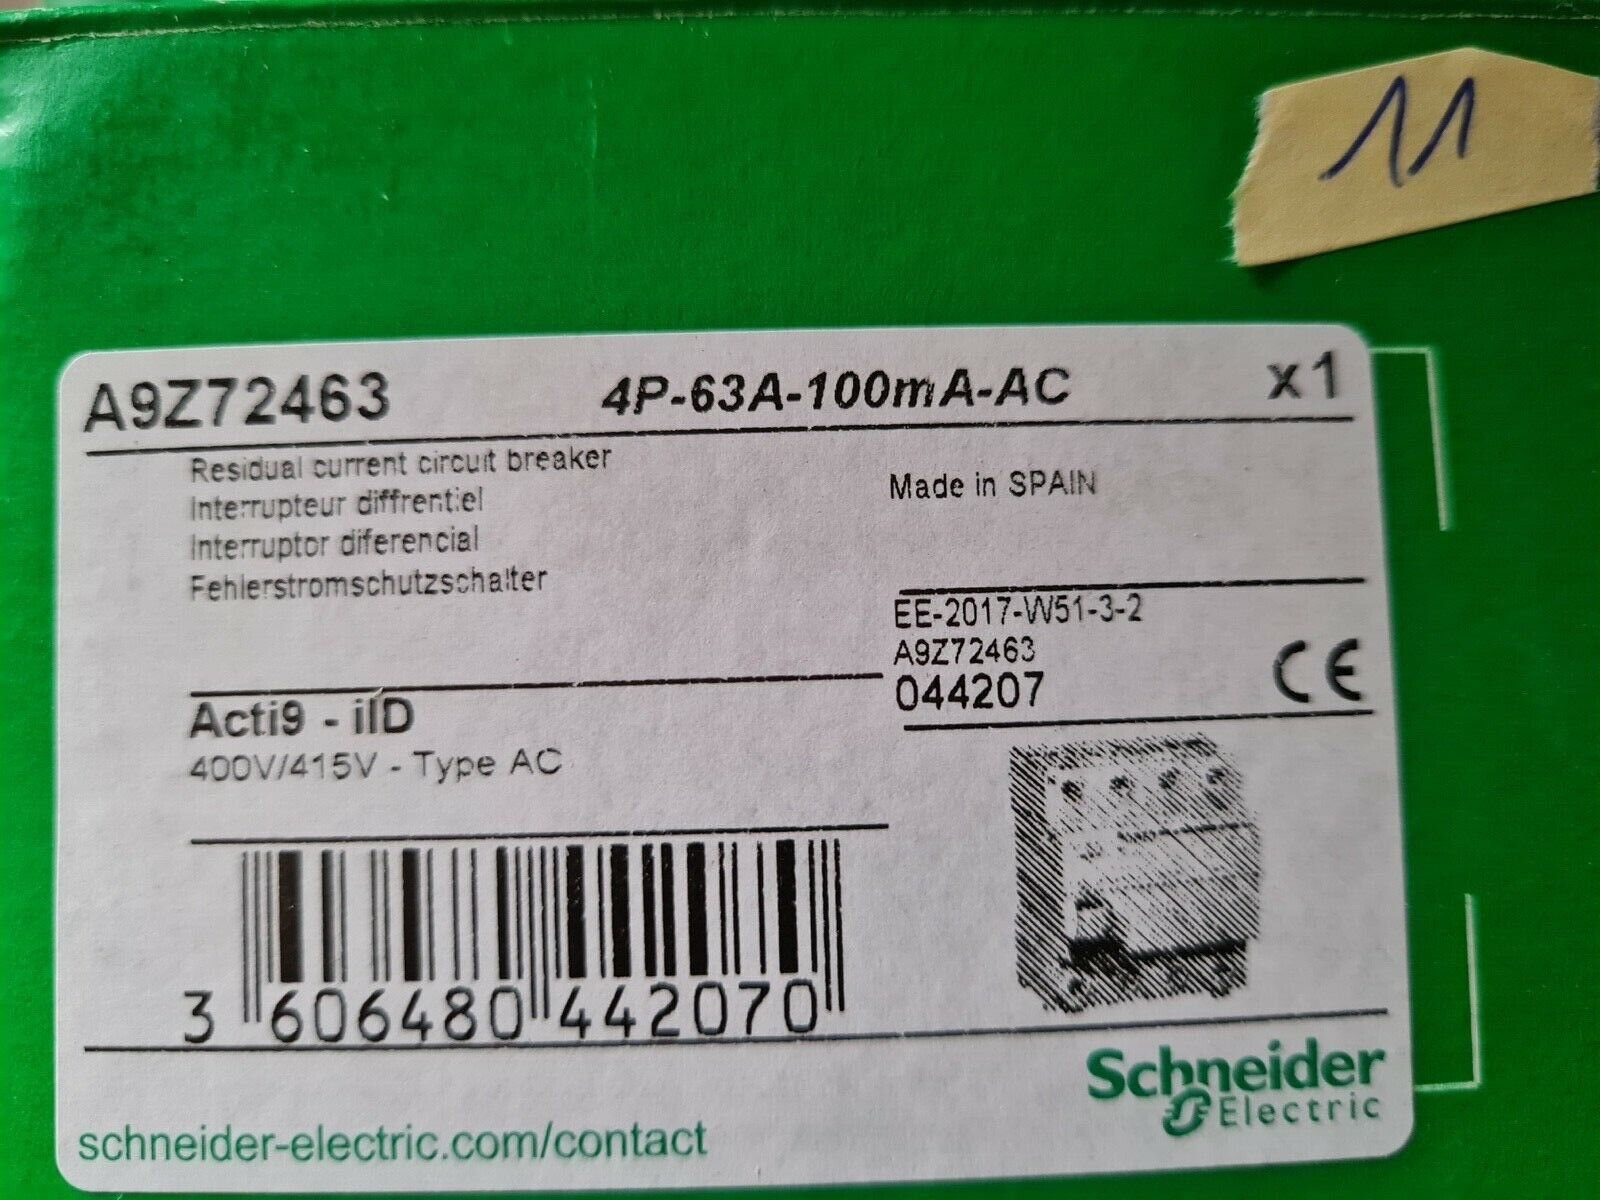 11
A9Z72463 4P-63A-100mA-AC x1
Residual current circuit breaker
Interrupteur diffrentiel
Interruptor diferencial
Fehlerstromschutzschalter
Made in SPAIN
EE-2017-W51-3-2
A9Z72463
044207
CE
Acti9 - iID
400V/415V - Type AC
3 606480 442070
Schneider
Electric
schneider-electric.com/contact